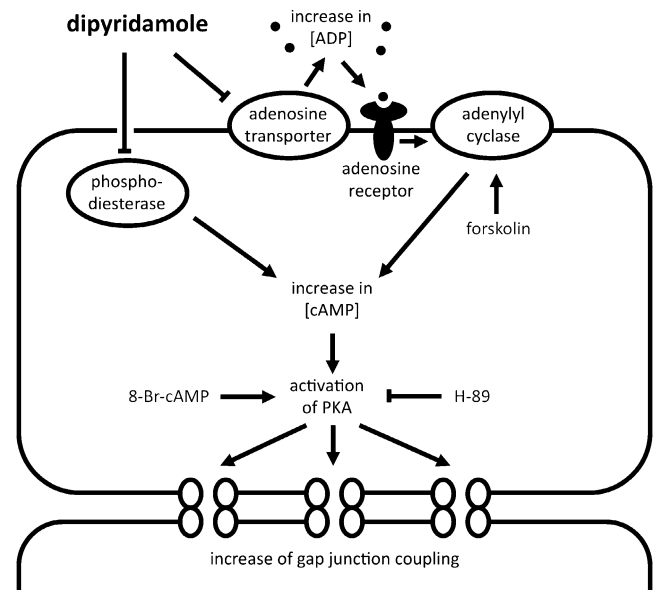 dipyridamole
increase in
[ADP]
adenosine
transporter
adenylyl
cyclase
adenosine
receptor
phospho-
diesterase
forskolin
increase in
[cAMP]
8-Br-cAMP
activation
of PKA
H-89
increase of gap junction coupling